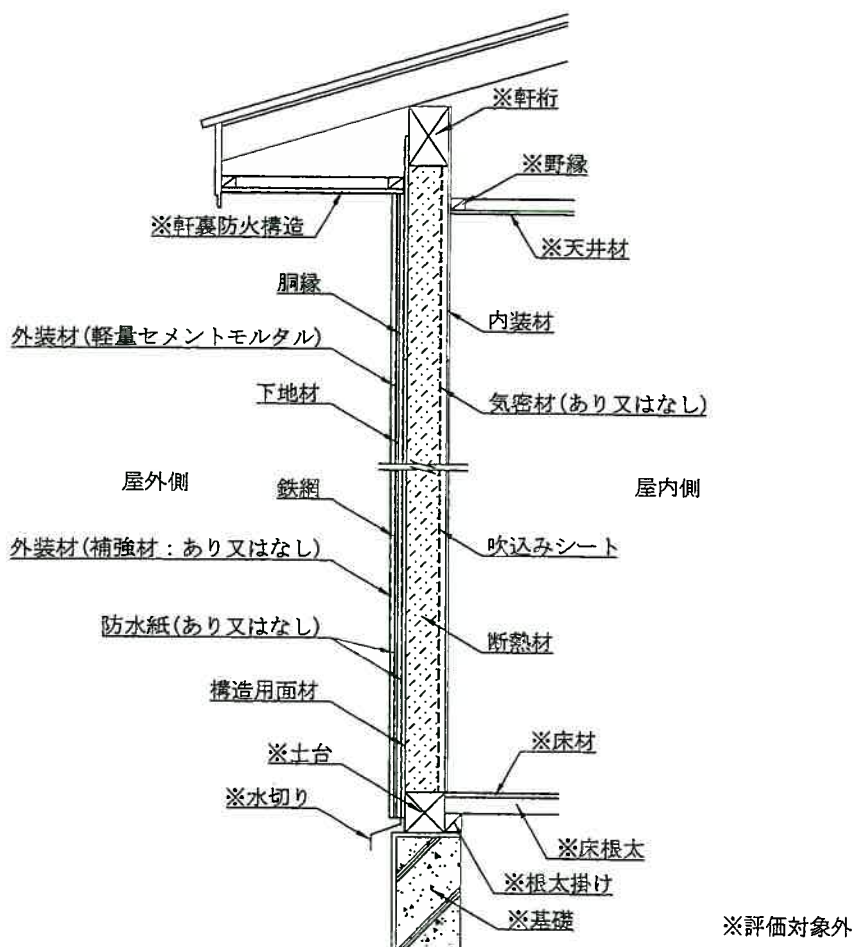 ※軒桁
※野縁
※軒裏防火構造
※天井材
胴縁
内装材
外装材(軽量セメントモルタル)
下地材
気密材(あり又はなし)
屋外側
鉄網
屋内側
外装材(補強材：あり又はなし)
吹込みシート
防水紙(あり又はなし)
断熱材
構造用面材
※床材
※土台
※水切り
※床根太
※根太掛け
※基礎
※評価対象外